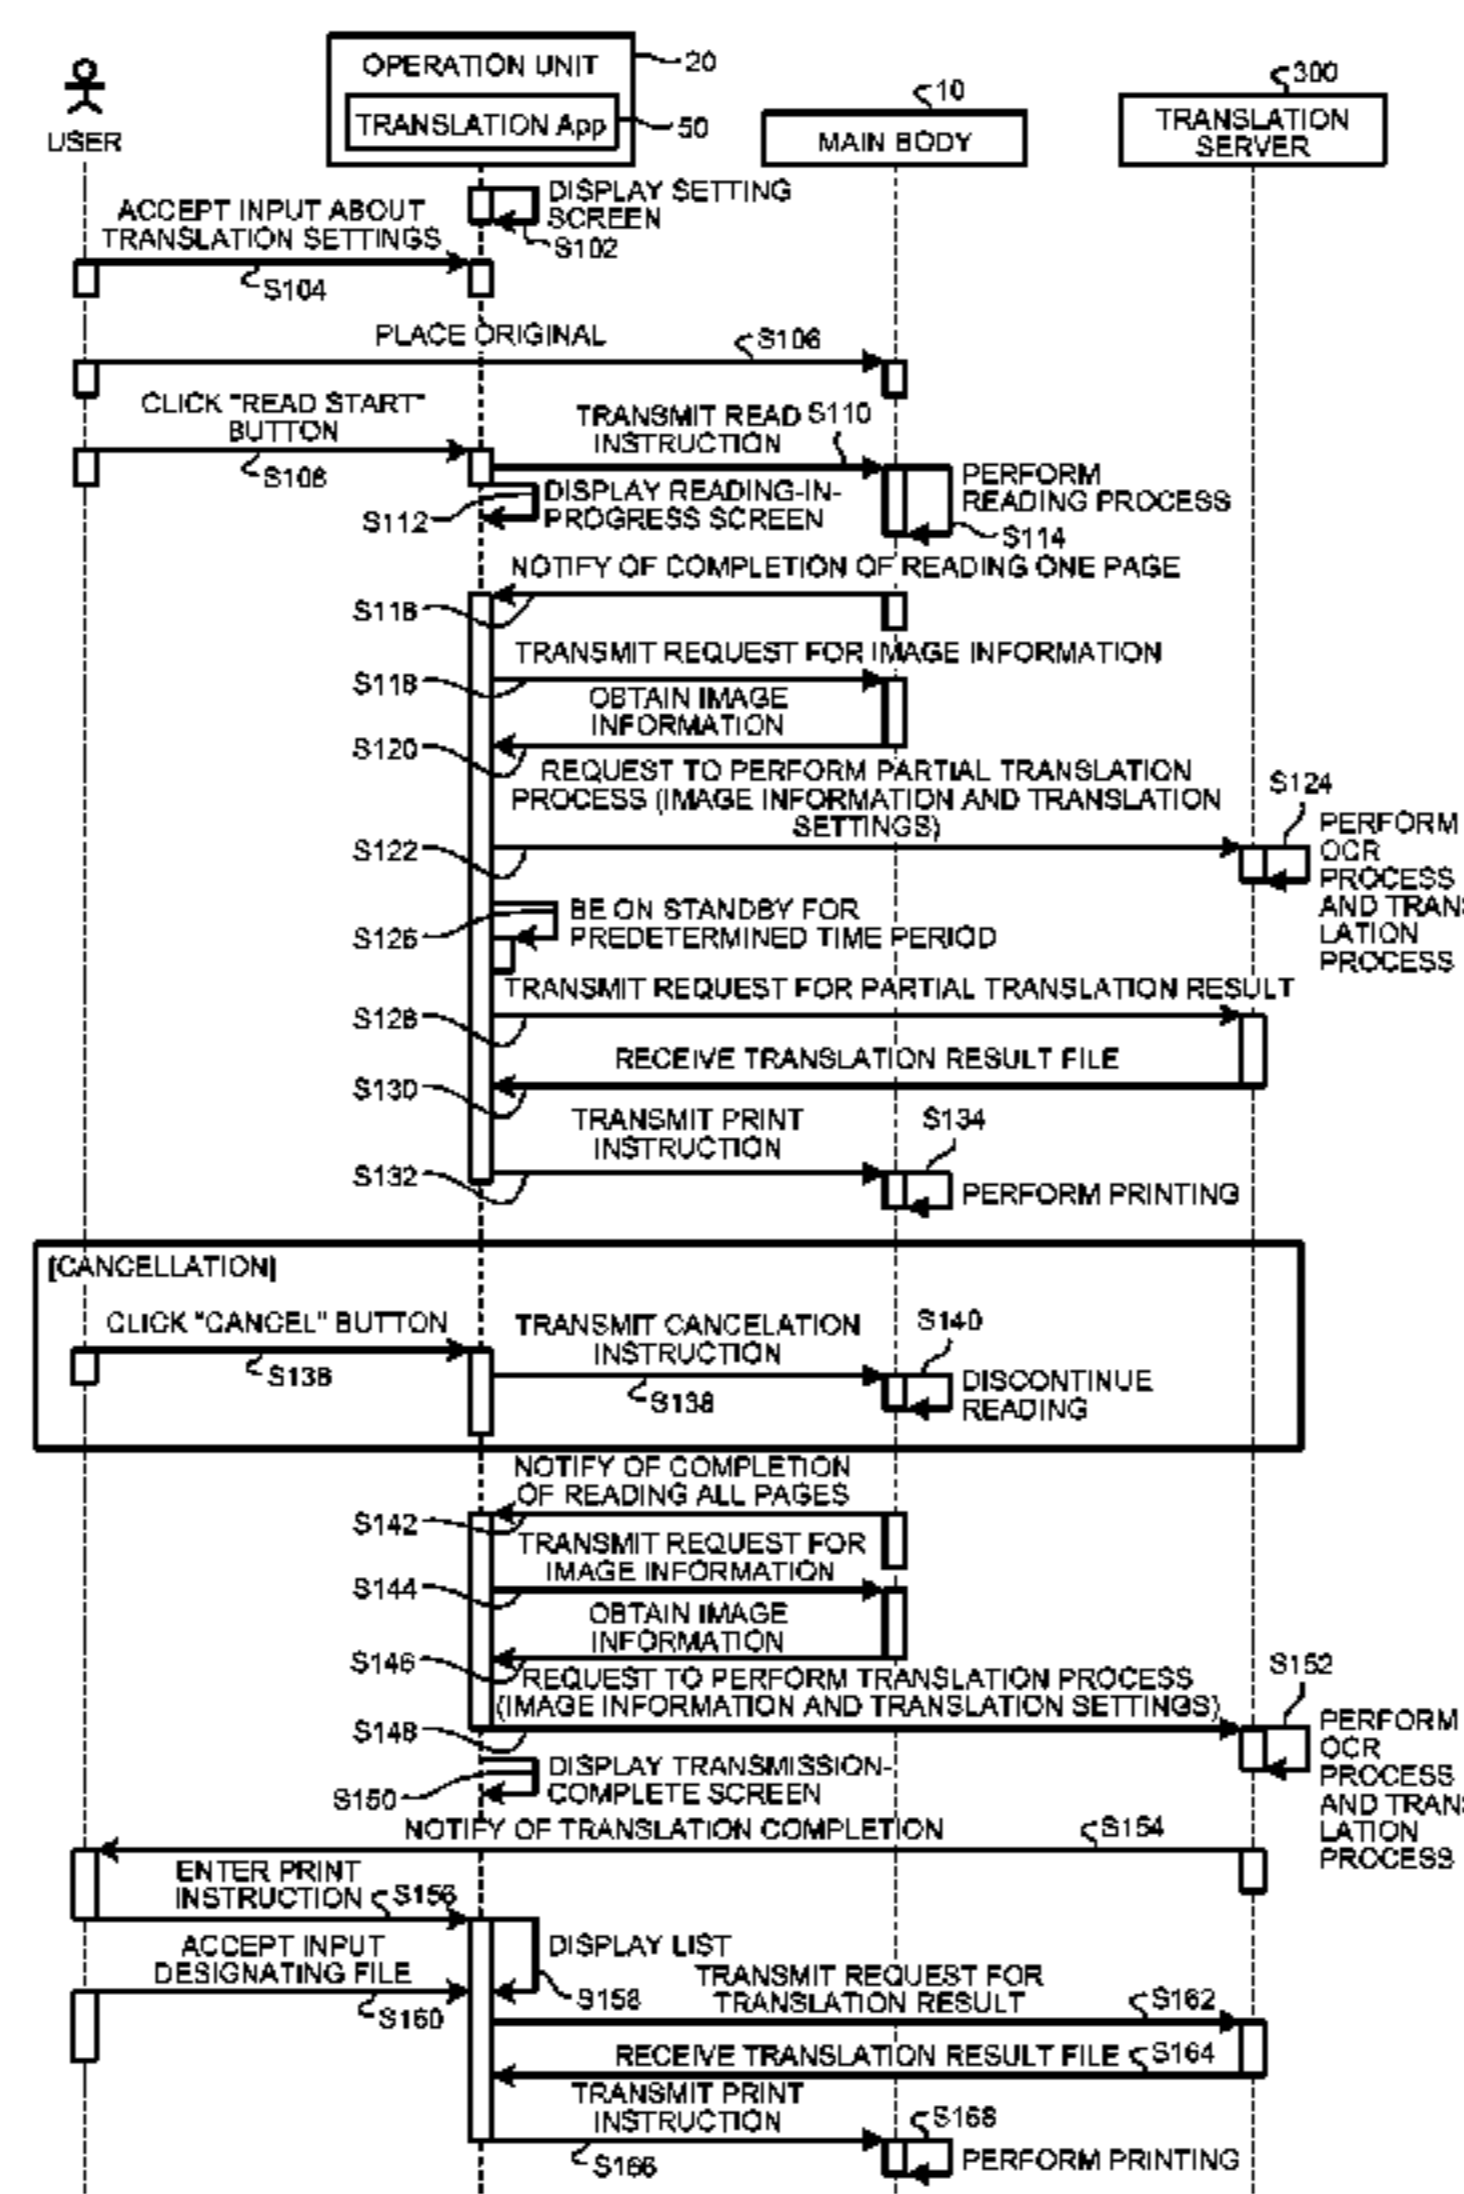 OPERATION UNIT
20
TRANSLATION App
50
USER
10
MAIN BODY
300
TRANSLATION
SERVER
DISPLAY SETTING
SCREEN
S102
ACCEPT INPUT ABOUT
TRANSLATION SETTINGS
S104
PLACE ORIGINAL
S106
CLICK "READ START"
BUTTON
S108
TRANSMIT READ
INSTRUCTION
S110
PERFORM
READING PROCESS
S114
DISPLAY READING-IN-
PROGRESS SCREEN
S112
NOTIFY OF COMPLETION OF READING ONE PAGE
S116
TRANSMIT REQUEST FOR IMAGE INFORMATION
S118
OBTAIN IMAGE
INFORMATION
S120
REQUEST TO PERFORM PARTIAL TRANSLATION
PROCESS (IMAGE INFORMATION AND TRANSLATION
SETTINGS)
S122
S124
PERFORM
OCR
PROCESS
AND TRANS
LATION
PROCESS
BE ON STANDBY FOR
PREDETERMINED TIME PERIOD
S126
TRANSMIT REQUEST FOR PARTIAL TRANSLATION RESULT
S128
RECEIVE TRANSLATION RESULT FILE
S130
TRANSMIT PRINT
INSTRUCTION
S132
S134
PERFORM PRINTING
[CANCELLATION]
CLICK "CANCEL" BUTTON
S136
TRANSMIT CANCELATION
INSTRUCTION
S138
S140
DISCONTINUE
READING
NOTIFY OF COMPLETION
OF READING ALL PAGES
S142
TRANSMIT REQUEST FOR
IMAGE INFORMATION
S144
OBTAIN IMAGE
INFORMATION
S146
REQUEST TO PERFORM TRANSLATION PROCESS
(IMAGE INFORMATION AND TRANSLATION SETTINGS)
S148
S152
PERFORM
OCR
PROCESS
AND TRANS
LATION
PROCESS
DISPLAY TRANSMISSION-
COMPLETE SCREEN
S150
NOTIFY OF TRANSLATION COMPLETION
S154
ENTER PRINT
INSTRUCTION
S156
DISPLAY LIST
S158
ACCEPT INPUT
DESIGNATING FILE
S160
TRANSMIT REQUEST FOR
TRANSLATION RESULT
S162
RECEIVE TRANSLATION RESULT FILE
S164
TRANSMIT PRINT
INSTRUCTION
S166
S168
PERFORM PRINTING